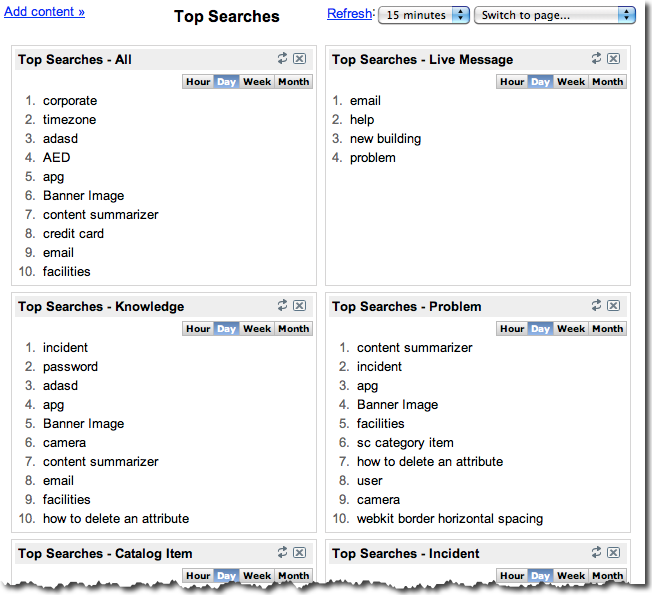 Add content »
Top Searches
Refresh: 15 minutes Switch to page...
Top Searches - All
Hour Day Week Month
1. corporate
2. timezone
3. adasd
4. AED
5. apg
6. Banner Image
7. content summarizer
8. credit card
9. email
10. facilities
Top Searches - Live Message
Hour Day Week Month
1. email
2. help
3. new building
4. problem
Top Searches - Knowledge
Hour Day Week Month
1. incident
2. password
3. adasd
4. apg
5. Banner Image
6. camera
7. content summarizer
8. email
9. facilities
10. how to delete an attribute
Top Searches - Problem
Hour Day Week Month
1. content summarizer
2. incident
3. apg
4. Banner Image
5. facilities
6. sc category item
7. how to delete an attribute
8. user
9. camera
10. webkit border horizontal spacing
Top Searches - Catalog Item
Hour Day Week Month
Top Searches - Incident
Hour Day Week Month